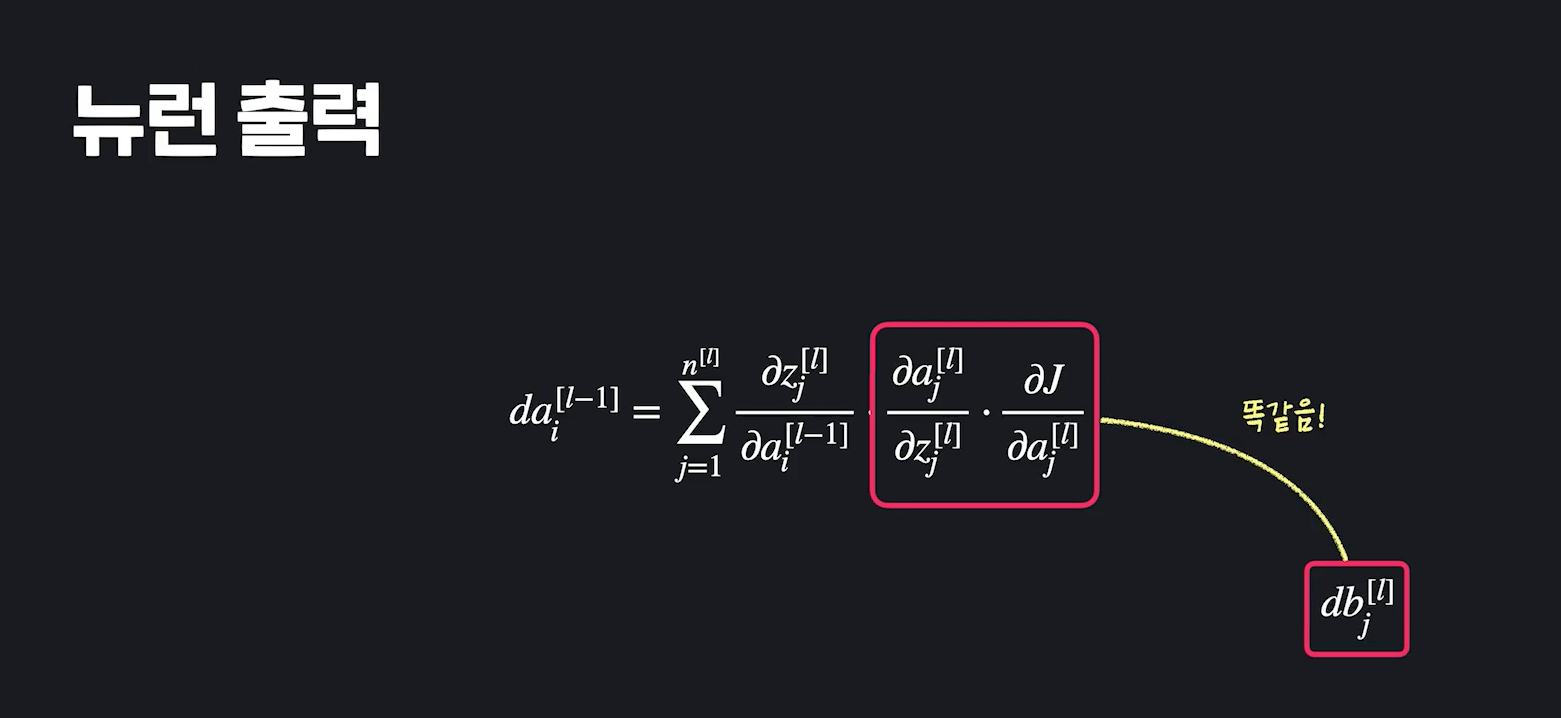 뉴런 출력
$da_i^{[l-1]} = \sum_{j=1}^{n^{[l]}} \frac{\partial z_j^{[l]}}{\partial a_i^{[l-1]}} \cdot \frac{\partial a_j^{[l]}}{\partial z_j^{[l]}} \cdot \frac{\partial J}{\partial a_j^{[l]}}$
똑같음!
$db_j^{[l]}$